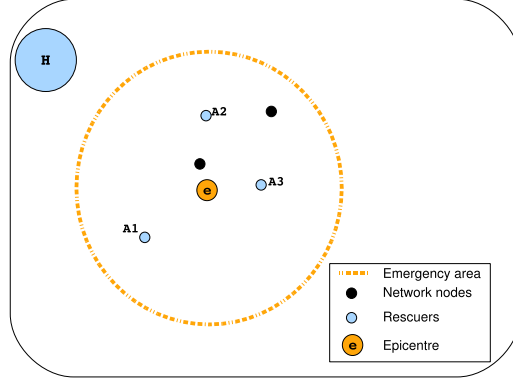 H
A2
A3
e
A1
Emergency area
Network nodes
Rescuers
e Epicentre